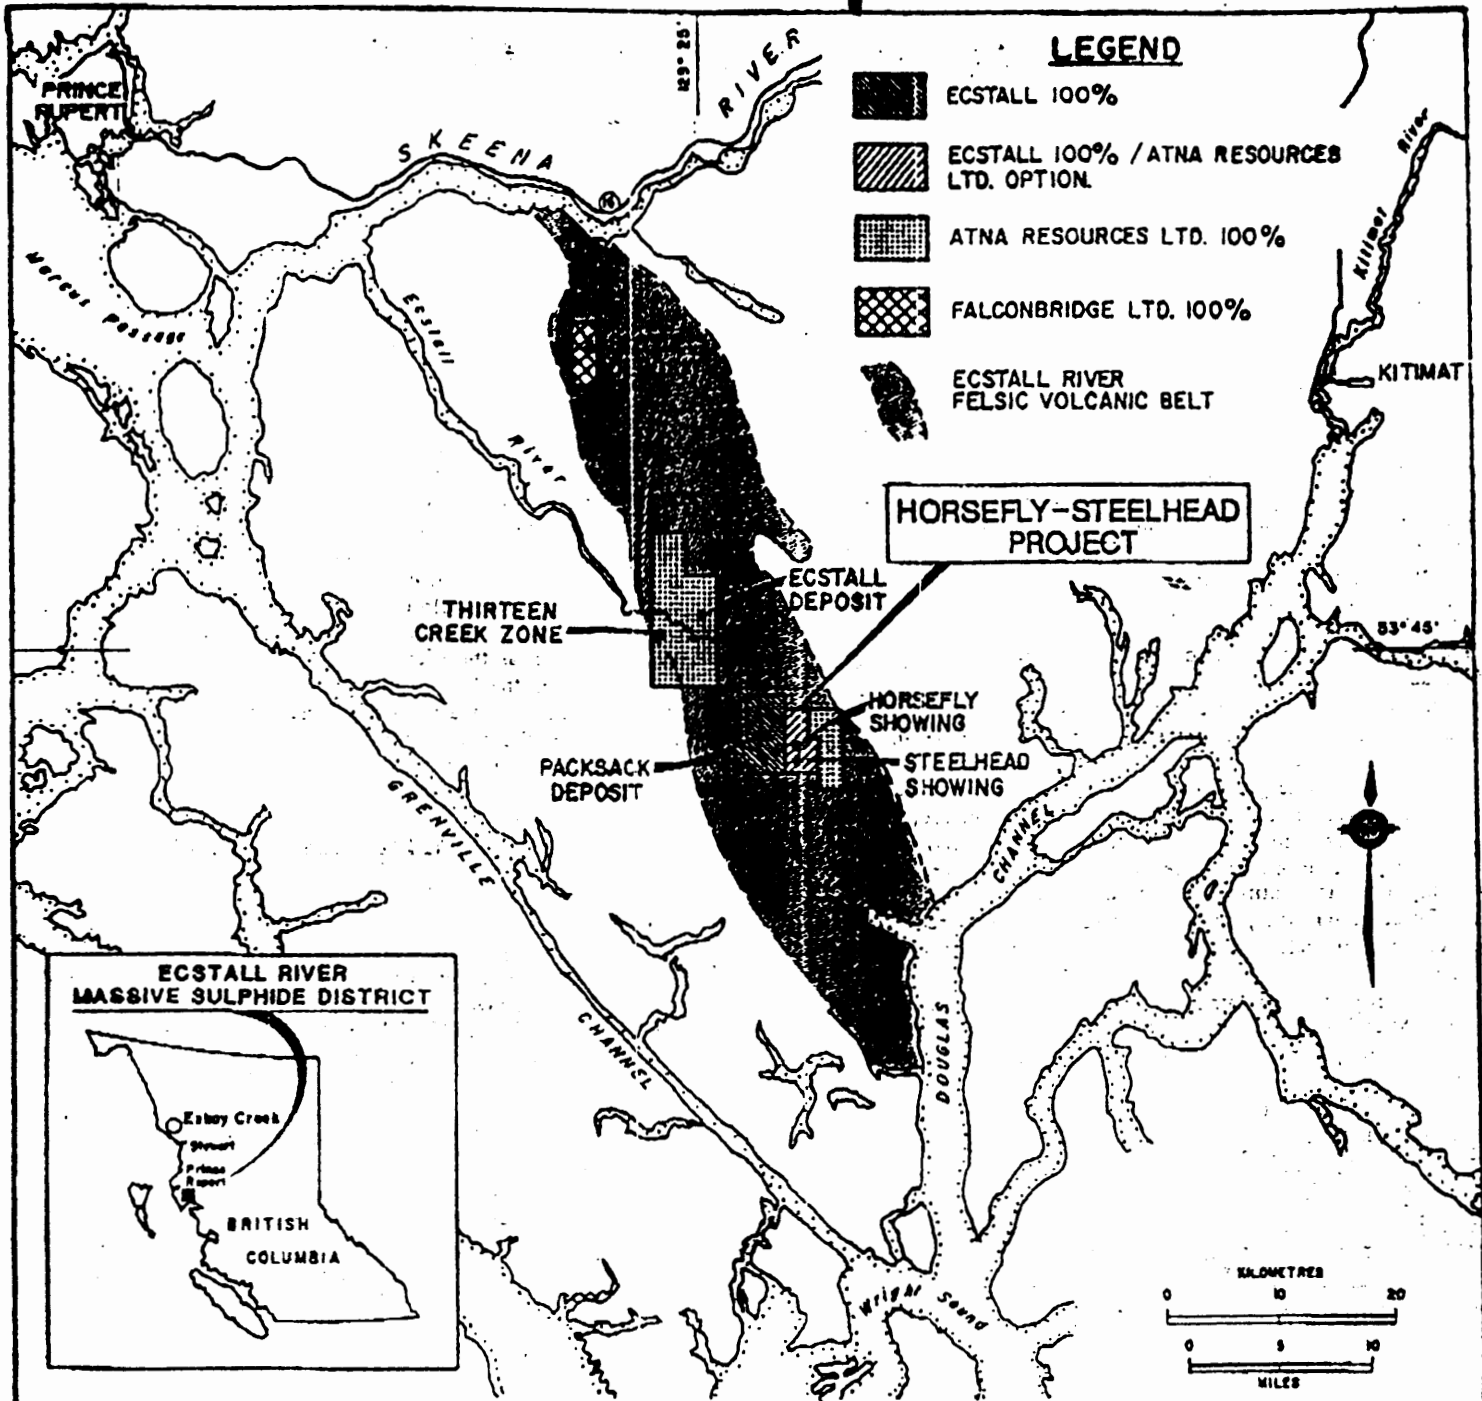 PRINCE
RUPERT
129° 25'
SKEENA
RIVER
16
LEGEND
ECSTALL 100%
ECSTALL 100% / ATNA RESOURCES
LTD. OPTION.
ATNA RESOURCES LTD. 100%
FALCONBRIDGE LTD. 100%
ECSTALL RIVER
FELSIC VOLCANIC BELT
Kitimat River
KITIMAT
Marcus Passage
Ecstall River
HORSEFLY-STEELHEAD
PROJECT
ECSTALL
DEPOSIT
THIRTEEN
CREEK ZONE
53° 45'
HORSEFLY
SHOWING
STEELHEAD
SHOWING
PACKSACK
DEPOSIT
GRENVILLE
CHANNEL
DOUGLAS
CHANNEL
Wright Sound
ECSTALL RIVER
MASSIVE SULPHIDE DISTRICT
Eskay Creek
Stewart
Prince
Rupert
BRITISH
COLUMBIA
KILOMETRES
0 10 20
0 5 10
MILES